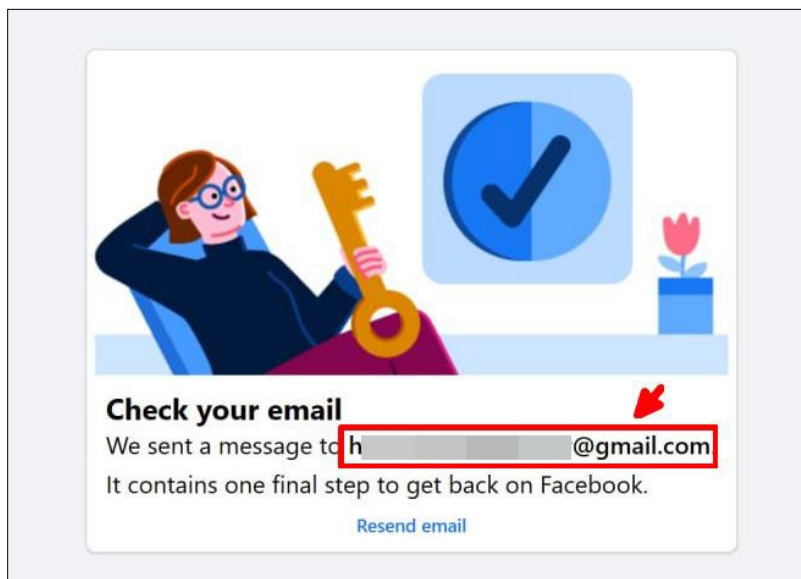 Check your email
We sent a message to h @gmail.com.
It contains one final step to get back on Facebook.
Resend email